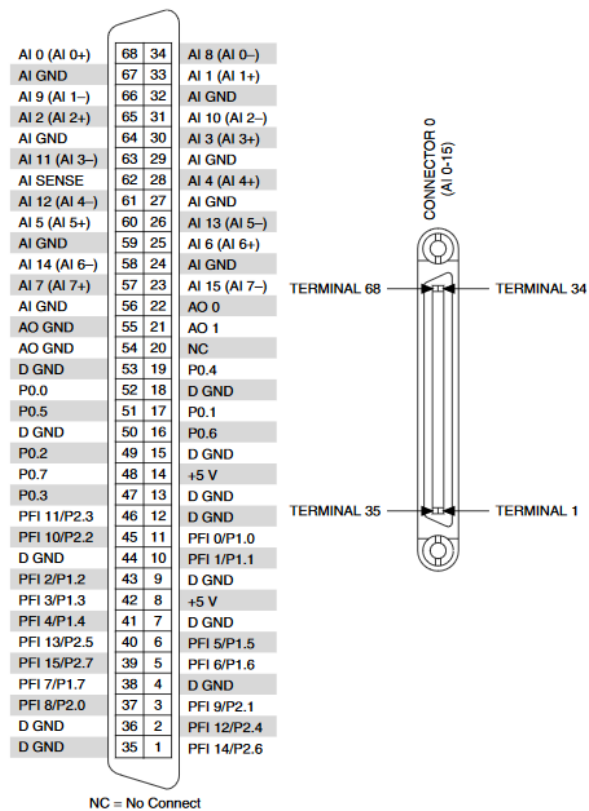 AI 0 (AI 0+) 68 34 AI 8 (AI 0–)
AI GND 67 33 AI 1 (AI 1+)
AI 9 (AI 1–) 66 32 AI GND
AI 2 (AI 2+) 65 31 AI 10 (AI 2–)
AI GND 64 30 AI 3 (AI 3+)
AI 11 (AI 3–) 63 29 AI GND
AI SENSE 62 28 AI 4 (AI 4+)
AI 12 (AI 4–) 61 27 AI GND
AI 5 (AI 5+) 60 26 AI 13 (AI 5–)
AI GND 59 25 AI 6 (AI 6+)
AI 14 (AI 6–) 58 24 AI GND
AI 7 (AI 7+) 57 23 AI 15 (AI 7–)
AI GND 56 22 AO 0
AO GND 55 21 AO 1
AO GND 54 20 NC
D GND 53 19 P0.4
P0.0 52 18 D GND
P0.5 51 17 P0.1
D GND 50 16 P0.6
P0.2 49 15 D GND
P0.7 48 14 +5 V
P0.3 47 13 D GND
PFI 11/P2.3 46 12 D GND
PFI 10/P2.2 45 11 PFI 0/P1.0
D GND 44 10 PFI 1/P1.1
PFI 2/P1.2 43 9 D GND
PFI 3/P1.3 42 8 +5 V
PFI 4/P1.4 41 7 D GND
PFI 13/P2.5 40 6 PFI 5/P1.5
PFI 15/P2.7 39 5 PFI 6/P1.6
PFI 7/P1.7 38 4 D GND
PFI 8/P2.0 37 3 PFI 9/P2.1
D GND 36 2 PFI 12/P2.4
D GND 35 1 PFI 14/P2.6
NC = No Connect
CONNECTOR 0
(AI 0-15)
TERMINAL 68 TERMINAL 34
TERMINAL 35 TERMINAL 1